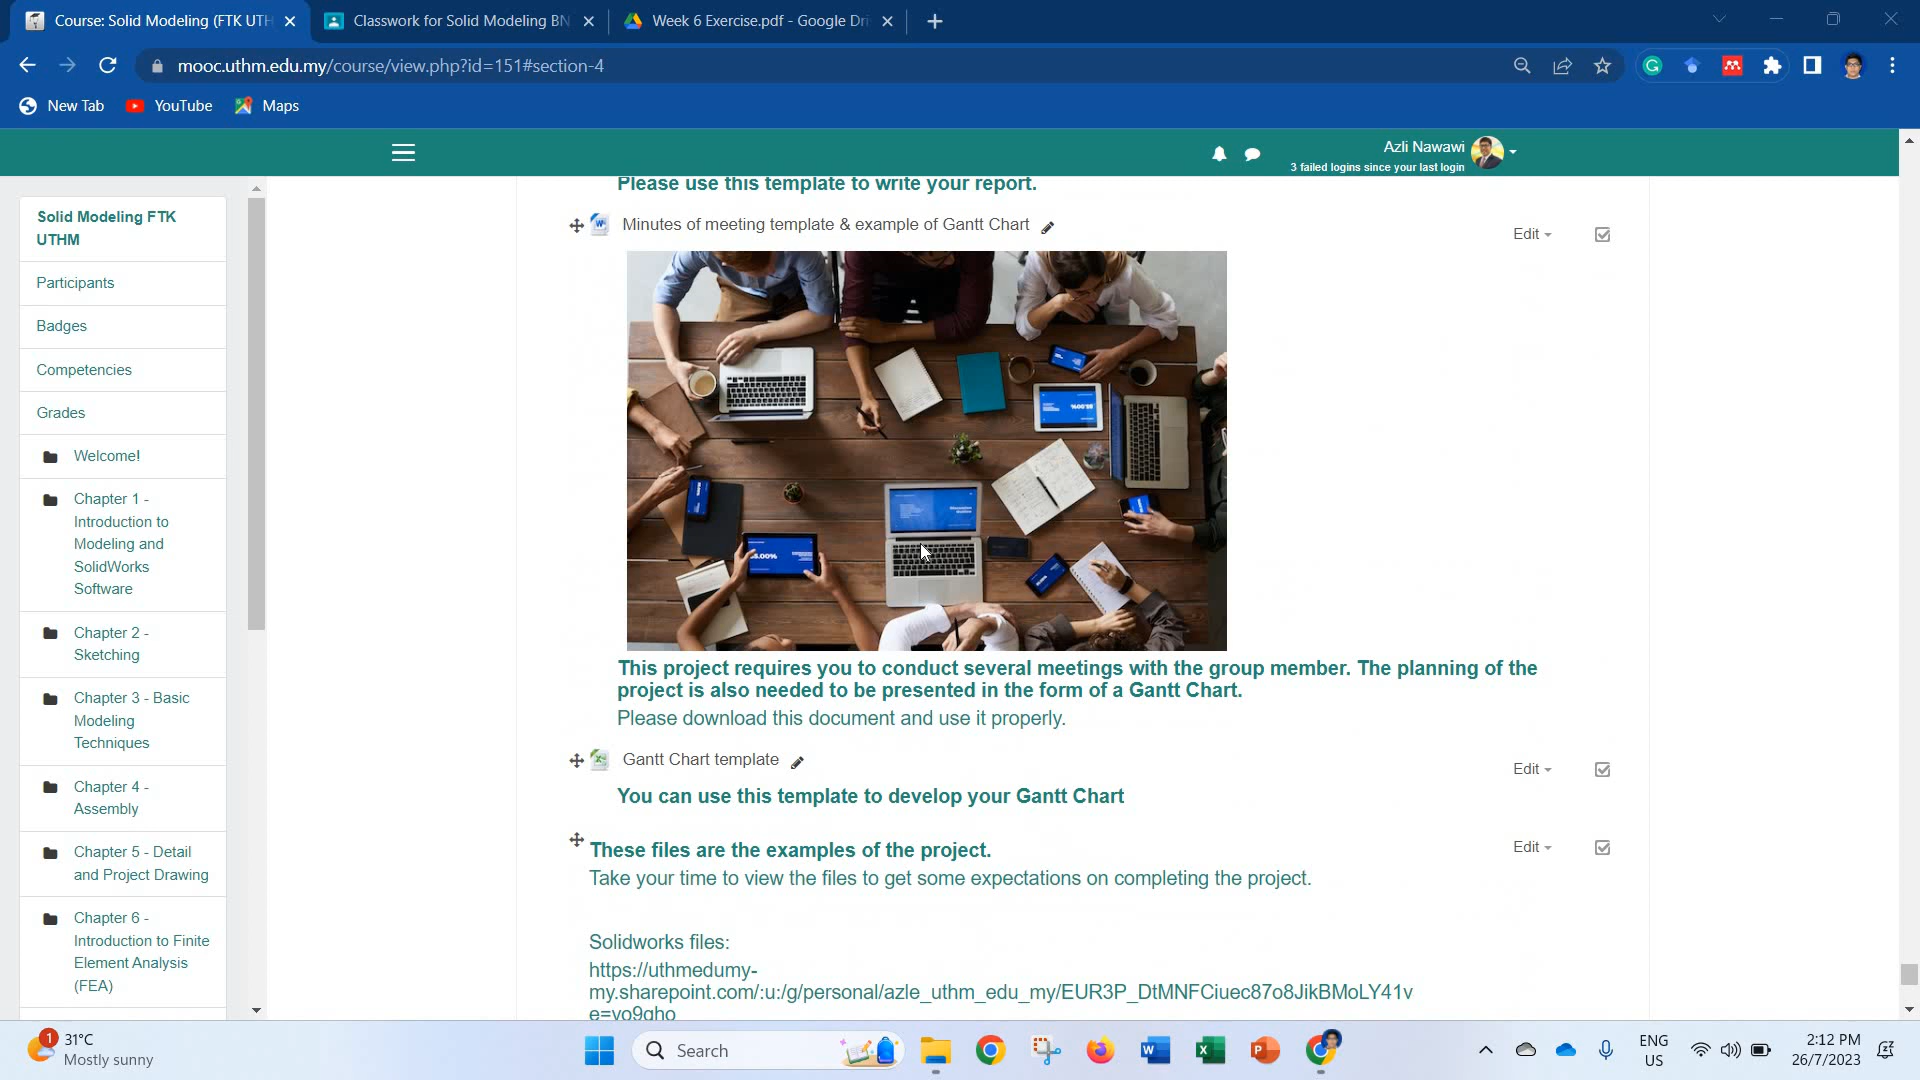 Course: Solid Modeling (FTK UTH
Classwork for Solid Modeling BN
Week 6 Exercise.pdf - Google Dri
mooc.uthm.edu.my/course/view.php?id=151#section-4
New Tab
YouTube
Maps
Azli Nawawi
3 failed logins since your last login
Solid Modeling FTK
UTHM
Participants
Badges
Competencies
Grades
Welcome!
Chapter 1 -
Introduction to
Modeling and
SolidWorks
Software
Chapter 2 -
Sketching
Chapter 3 - Basic
Modeling
Techniques
Chapter 4 -
Assembly
Chapter 5 - Detail
and Project Drawing
Chapter 6 -
Introduction to Finite
Element Analysis
(FEA)
Please use this template to write your report.
Minutes of meeting template & example of Gantt Chart
Edit
This project requires you to conduct several meetings with the group member. The planning of the
project is also needed to be presented in the form of a Gantt Chart.
Please download this document and use it properly.
Gantt Chart template
Edit
You can use this template to develop your Gantt Chart
These files are the examples of the project.
Edit
Take your time to view the files to get some expectations on completing the project.
Solidworks files:
https://uthmedumy-
my.sharepoint.com/:u:/g/personal/azle_uthm_edu_my/EUR3P_DtMNFCiuec87o8JikBMoLY41v
e=vo9gho
1
31°C
Mostly sunny
Search
ENG
US
2:12 PM
26/7/2023